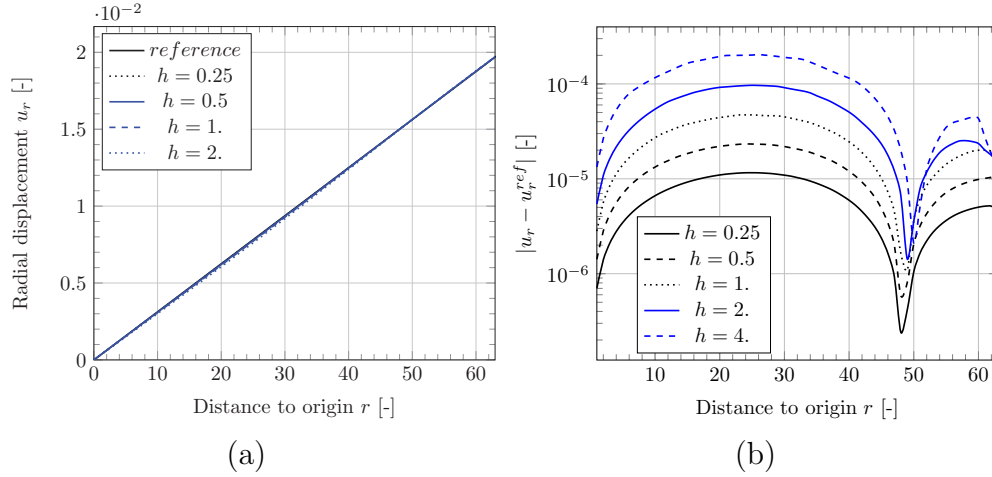 ·10⁻²
2
1.5
1
0.5
0
0
10
20
30
40
50
60
Radial displacement u_r [-]
Distance to origin r [-]
reference
h = 0.25
h = 0.5
h = 1.
h = 2.
(a)
10⁻⁴
10⁻⁵
10⁻⁶
10
20
30
40
50
60
|u_r − u_r^{ref}| [-]
Distance to origin r [-]
h = 0.25
h = 0.5
h = 1.
h = 2.
h = 4.
(b)